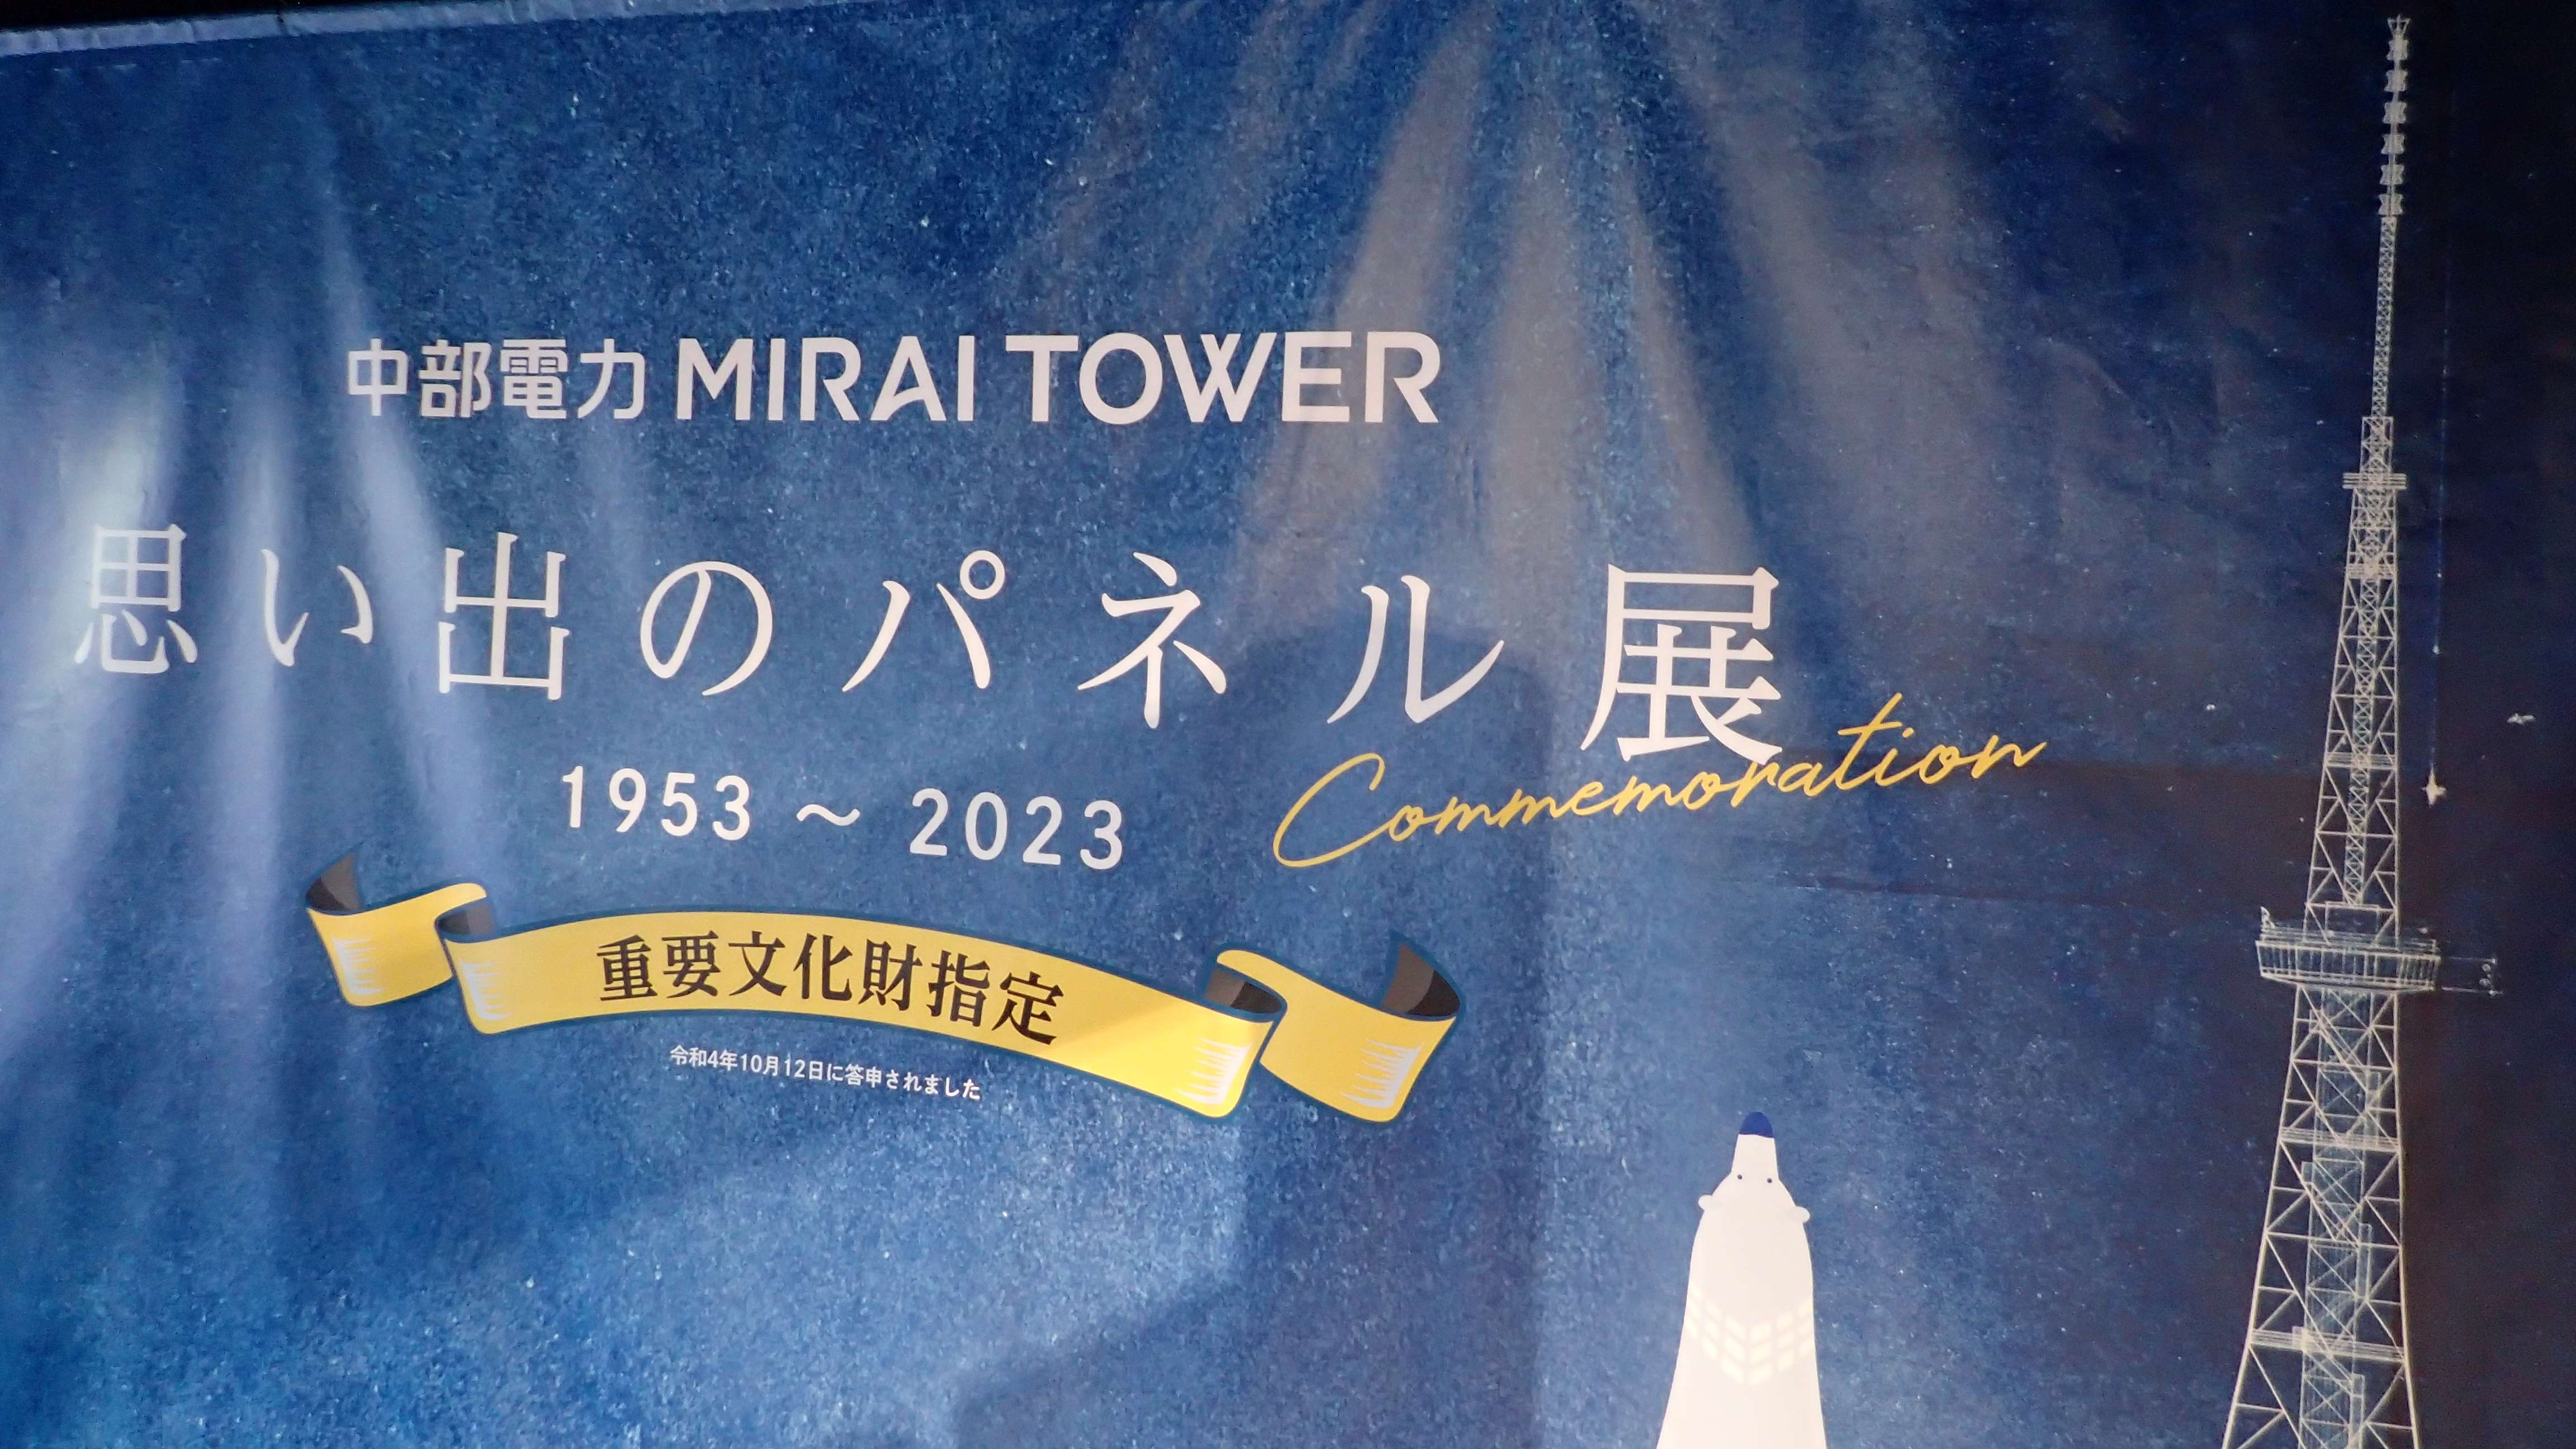 中部電力 MIRAI TOWER
思い出のパネル展
1953 〜 2023
Commemoration
重要文化財指定
令和4年10月12日に答申されました